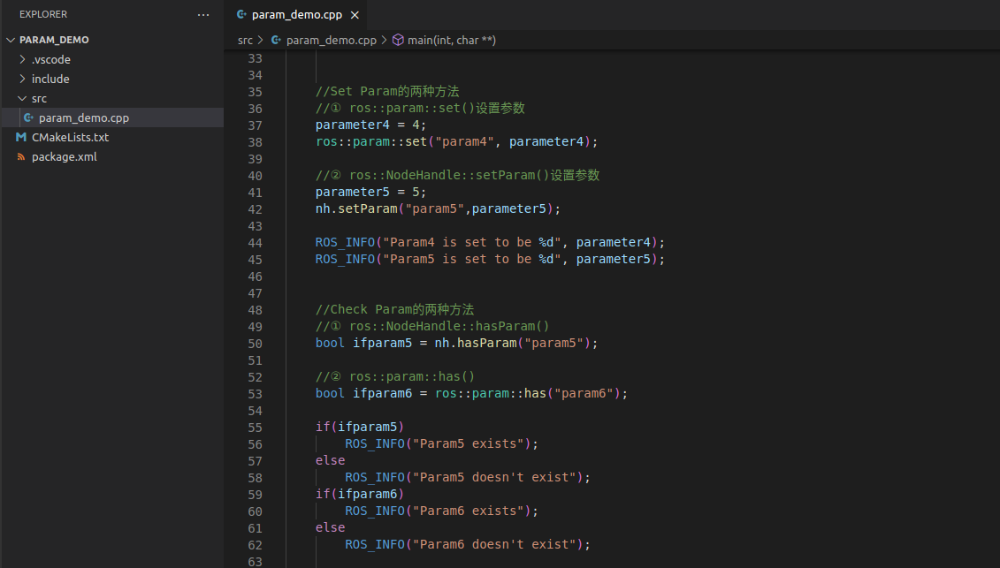 EXPLORER
···
param_demo.cpp
PARAM_DEMO
src > param_demo.cpp > main(int, char **)
.vscode
include
src
param_demo.cpp
CMakeLists.txt
package.xml
33
34
35 //Set Param的两种方法
36 //① ros::param::set()设置参数
37 parameter4 = 4;
38 ros::param::set("param4", parameter4);
39
40 //② ros::NodeHandle::setParam()设置参数
41 parameter5 = 5;
42 nh.setParam("param5",parameter5);
43
44 ROS_INFO("Param4 is set to be %d", parameter4);
45 ROS_INFO("Param5 is set to be %d", parameter5);
46
47
48 //Check Param的两种方法
49 //① ros::NodeHandle::hasParam()
50 bool ifparam5 = nh.hasParam("param5");
51
52 //② ros::param::has()
53 bool ifparam6 = ros::param::has("param6");
54
55 if(ifparam5)
56 ROS_INFO("Param5 exists");
57 else
58 ROS_INFO("Param5 doesn't exist");
59 if(ifparam6)
60 ROS_INFO("Param6 exists");
61 else
62 ROS_INFO("Param6 doesn't exist");
63